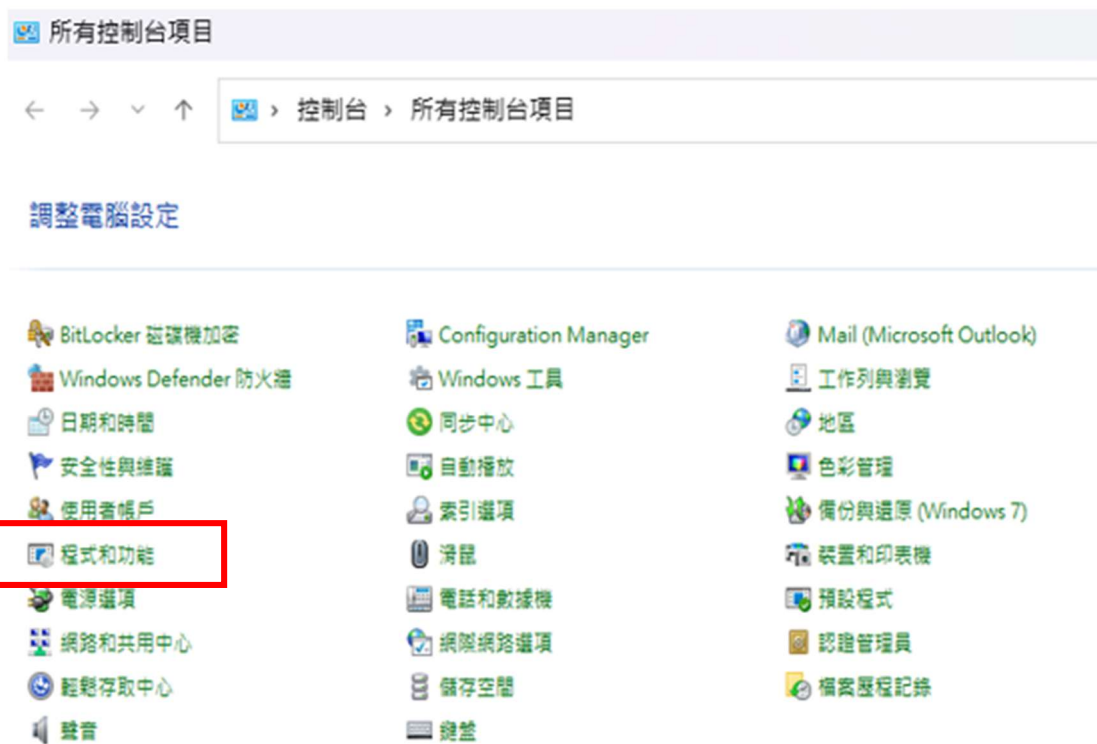 所有控制台項目
控制台 › 所有控制台項目
調整電腦設定
BitLocker 磁碟機加密
Configuration Manager
Mail (Microsoft Outlook)
Windows Defender 防火牆
Windows 工具
工作列與瀏覽
日期和時間
同步中心
地區
安全性與維護
自動播放
色彩管理
使用者帳戶
索引選項
備份與還原 (Windows 7)
程式和功能
滑鼠
裝置和印表機
電源選項
電話和數據機
預設程式
網路和共用中心
網際網路選項
認證管理員
輕鬆存取中心
儲存空間
檔案歷程記錄
聲音
鍵盤